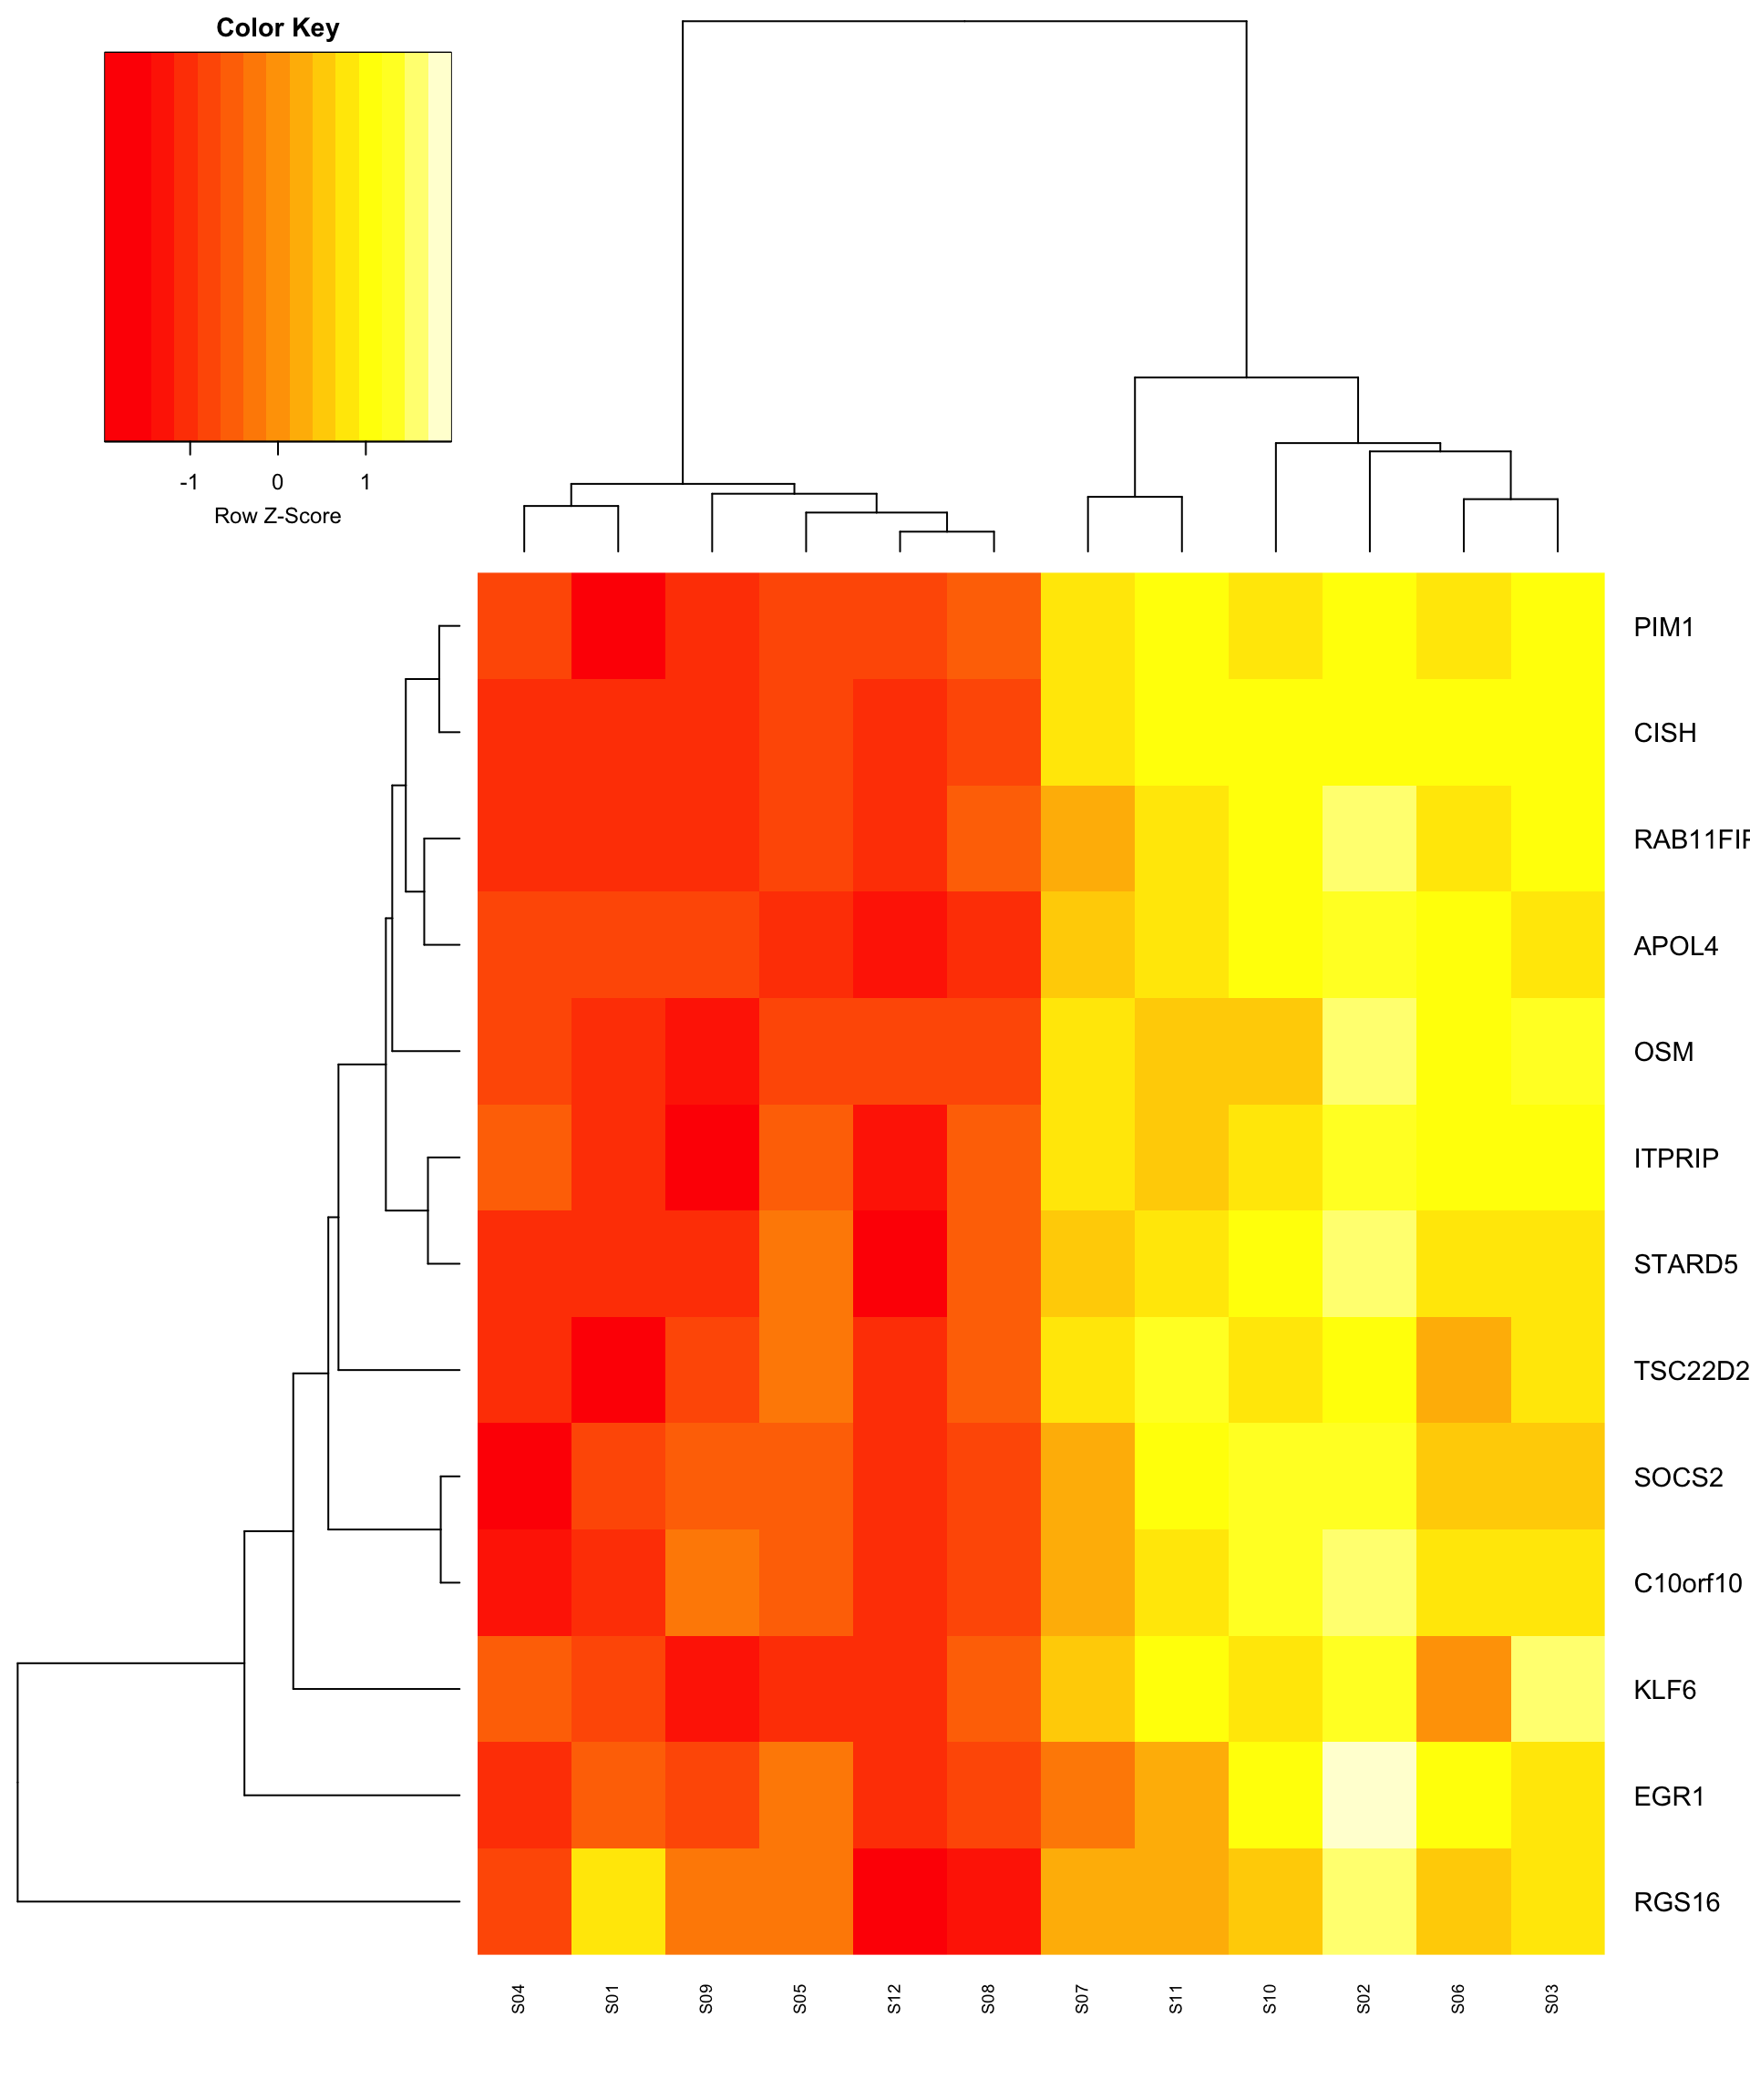 Color Key
-1 0 1
Row Z-Score
PIM1
CISH
RAB11FI
APOL4
OSM
ITPRIP
STARD5
TSC22D2
SOCS2
C10orf10
KLF6
EGR1
RGS16
S04 S01 S09 S05 S12 S08 S07 S11 S10 S02 S06 S03